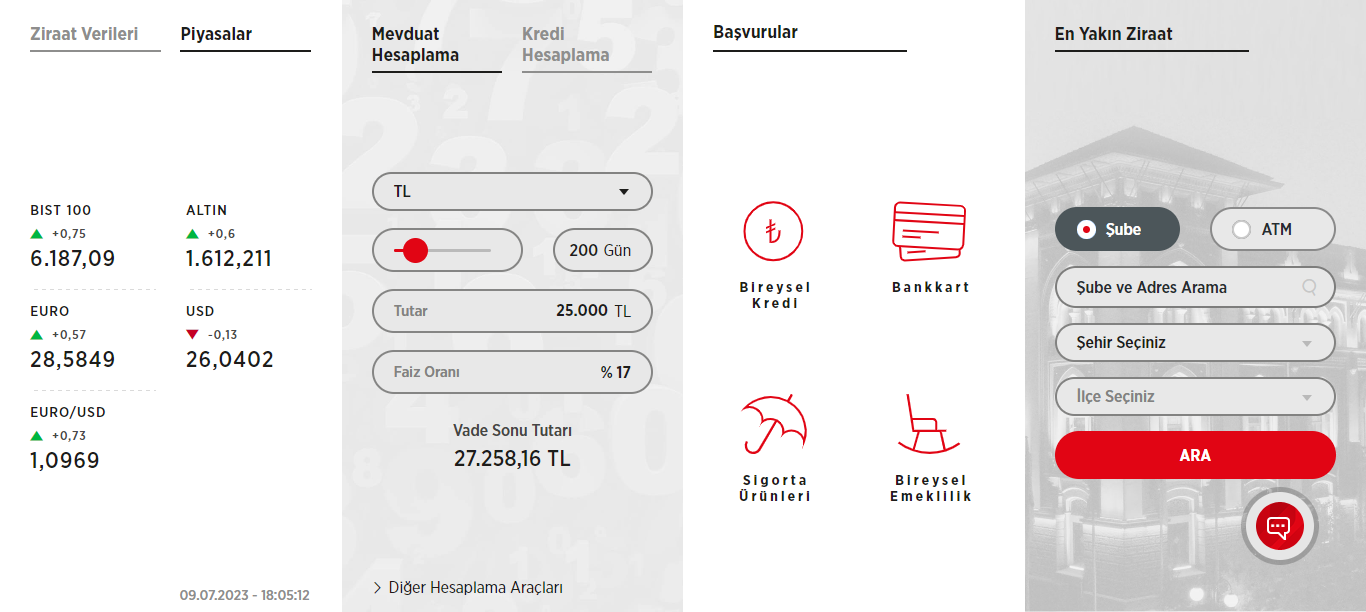 Ziraat Verileri
Piyasalar
BIST 100
+0,75
6.187,09
ALTIN
+0,6
1.612,211
EURO
+0,57
28,5849
USD
-0,13
26,0402
EURO/USD
+0,73
1,0969
09.07.2023 - 18:05:12
Mevduat
Hesaplama
Kredi
Hesaplama
TL
200 Gün
Tutar 25.000 TL
Faiz Oranı % 17
Vade Sonu Tutarı
27.258,16 TL
Diğer Hesaplama Araçları
Başvurular
Bireysel
Kredi
Bankkart
Sigorta
Ürünleri
Bireysel
Emeklilik
En Yakın Ziraat
Şube
ATM
Şube ve Adres Arama
Şehir Seçiniz
İlçe Seçiniz
ARA